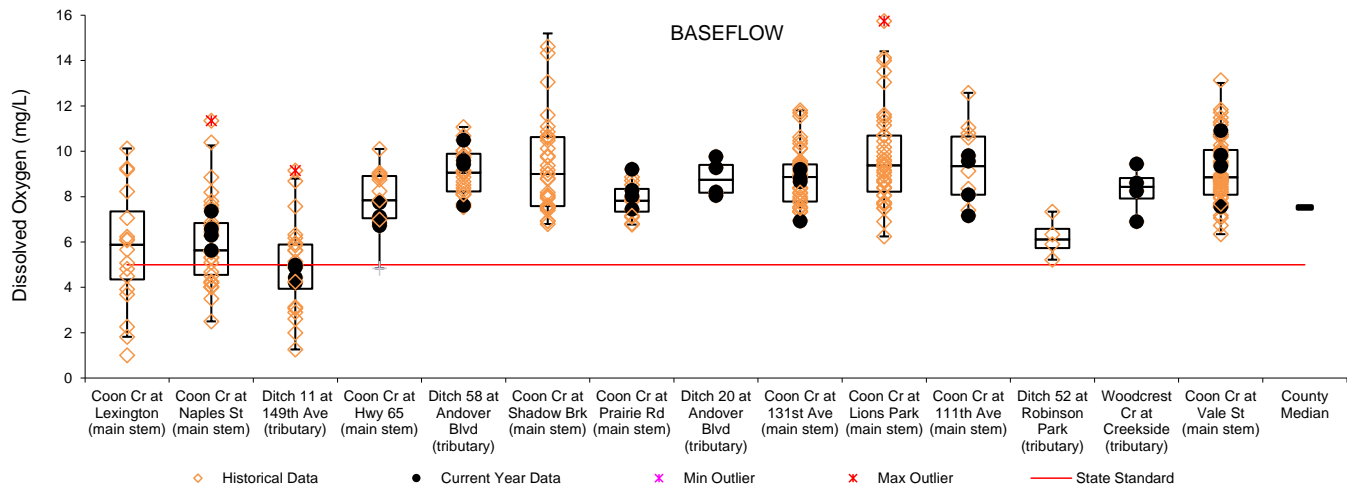 BASEFLOW
Dissolved Oxygen (mg/L)
16
14
12
10
8
6
4
2
0
Coon Cr at
Lexington
(main stem)
Coon Cr at
Naples St
(main stem)
Ditch 11 at
149th Ave
(tributary)
Coon Cr at
Hwy 65
(main stem)
Ditch 58 at
Andover
Blvd
(tributary)
Coon Cr at
Shadow Brk
(main stem)
Coon Cr at
Prairie Rd
(main stem)
Ditch 20 at
Andover
Blvd
(tributary)
Coon Cr at
131st Ave
(main stem)
Coon Cr at
Lions Park
(main stem)
Coon Cr at
111th Ave
(main stem)
Ditch 52 at
Robinson
Park
(tributary)
Woodcrest
Cr at
Creekside
(tributary)
Coon Cr at
Vale St
(main stem)
County
Median
Historical Data
Current Year Data
Min Outlier
Max Outlier
State Standard